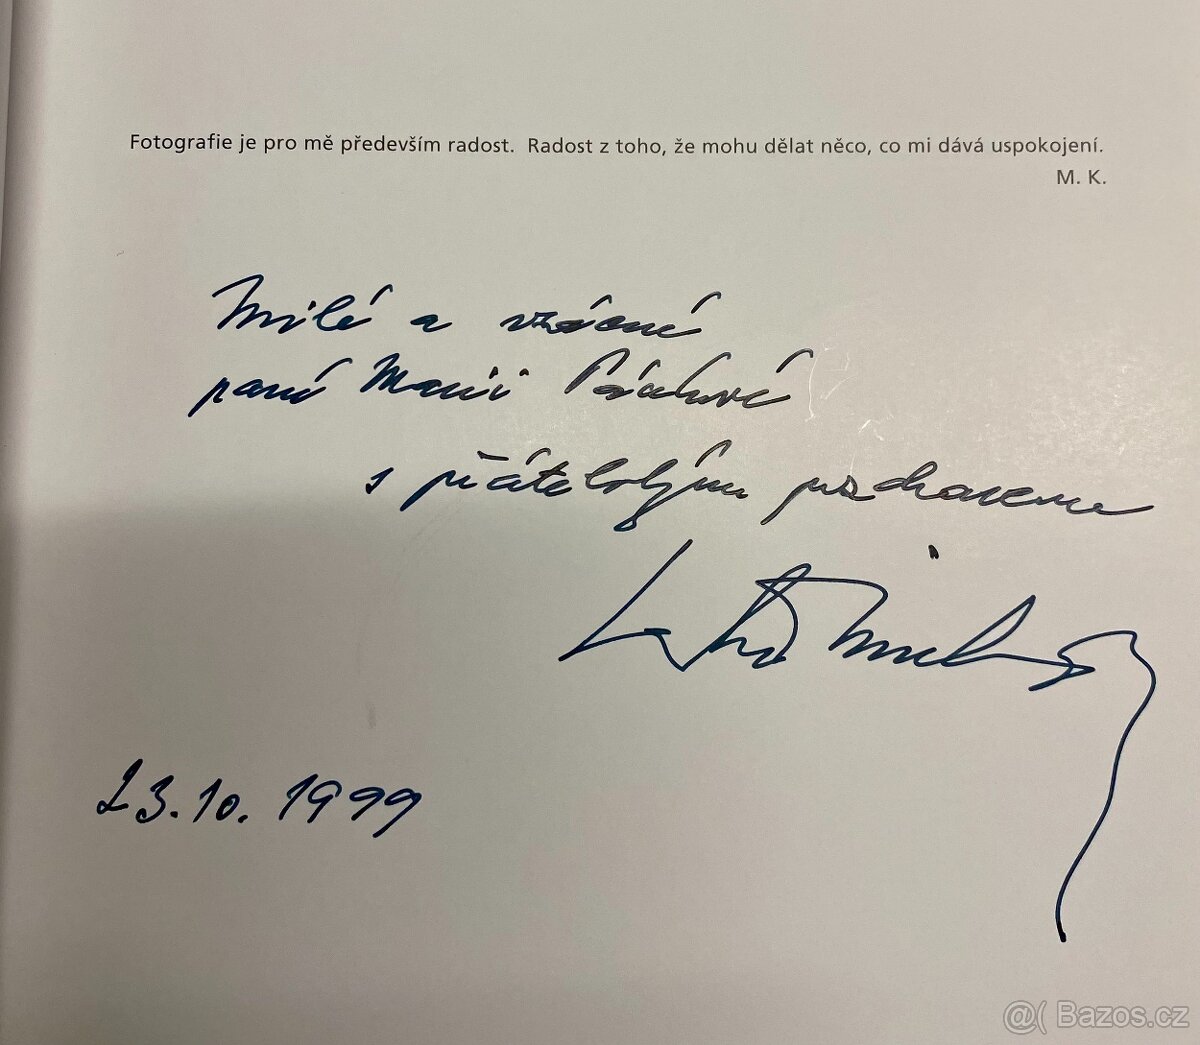 Fotografie je pro mě především radost. Radost z toho, že mohu dělat něco, co mi dává uspokojení.
M. K.
Milé a vzácné
paní Marii
s přátelským pozdravem
23.10. 1999
@( Bazos.cz